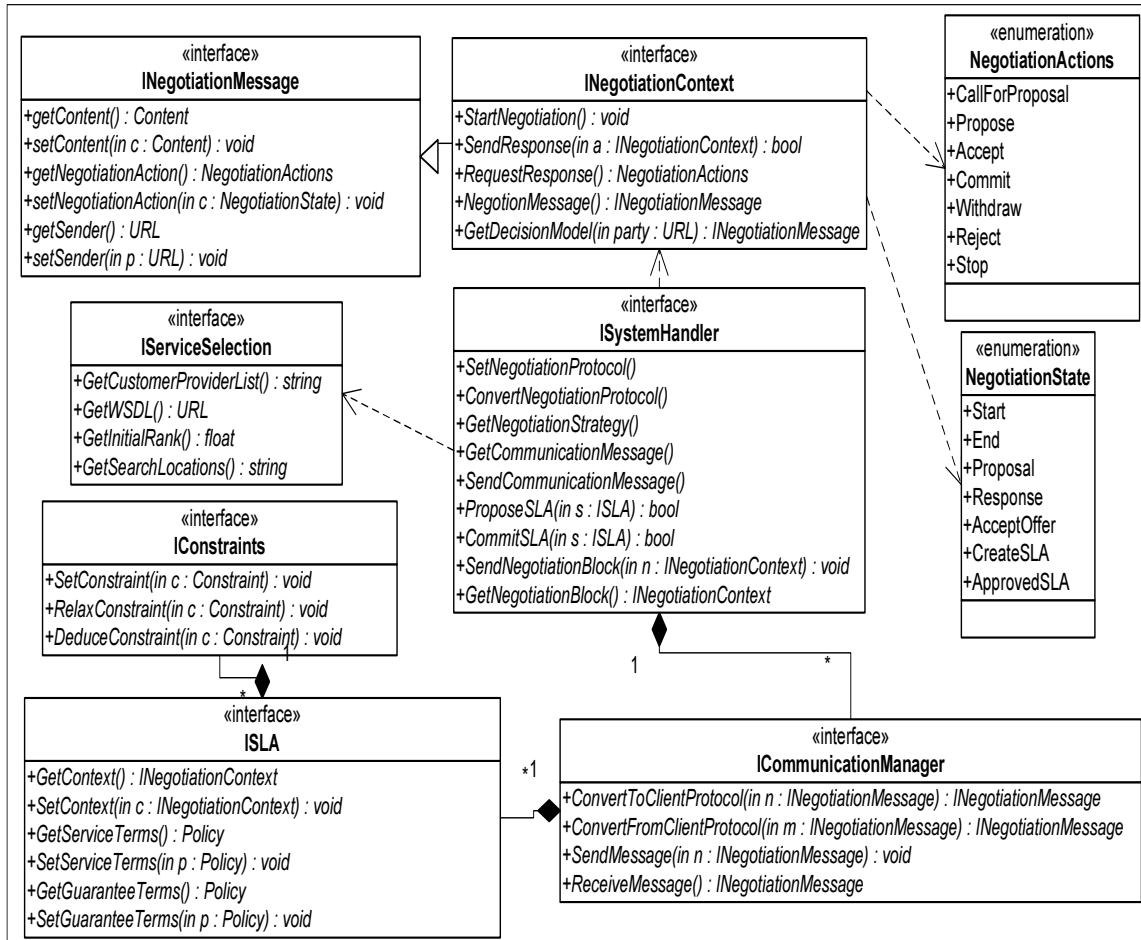 «interface»
INegotiationMessage
+getContent() : Content
+setContent(in c : Content) : void
+getNegotiationAction() : NegotiationActions
+setNegotiationAction(in c : NegotiationState) : void
+getSender() : URL
+setSender(in p : URL) : void
«interface»
INegotiationContext
+StartNegotiation() : void
+SendResponse(in a : INegotiationContext) : bool
+RequestResponse() : NegotiationActions
+NegotionMessage() : INegotiationMessage
+GetDecisionModel(in party : URL) : INegotiationMessage
«enumeration»
NegotiationActions
+CallForProposal
+Propose
+Accept
+Commit
+Withdraw
+Reject
+Stop
«interface»
IServiceSelection
+GetCustomerProviderList() : string
+GetWSDL() : URL
+GetInitialRank() : float
+GetSearchLocations() : string
«interface»
ISystemHandler
+SetNegotiationProtocol()
+ConvertNegotiationProtocol()
+GetNegotiationStrategy()
+GetCommunicationMessage()
+SendCommunicationMessage()
+ProposeSLA(in s : ISLA) : bool
+CommitSLA(in s : ISLA) : bool
+SendNegotiationBlock(in n : INegotiationContext) : void
+GetNegotiationBlock() : INegotiationContext
«enumeration»
NegotiationState
+Start
+End
+Proposal
+Response
+AcceptOffer
+CreateSLA
+ApprovedSLA
«interface»
IConstraints
+SetConstraint(in c : Constraint) : void
+RelaxConstraint(in c : Constraint) : void
+DeduceConstraint(in c : Constraint) : void
1
*
1
*
«interface»
ISLA
+GetContext() : INegotiationContext
+SetContext(in c : INegotiationContext) : void
+GetServiceTerms() : Policy
+SetServiceTerms(in p : Policy) : void
+GetGuaranteeTerms() : Policy
+SetGuaranteeTerms(in p : Policy) : void
*1
«interface»
ICommunicationManager
+ConvertToClientProtocol(in n : INegotiationMessage) : INegotiationMessage
+ConvertFromClientProtocol(in m : INegotiationMessage) : INegotiationMessage
+SendMessage(in n : INegotiationMessage) : void
+ReceiveMessage() : INegotiationMessage